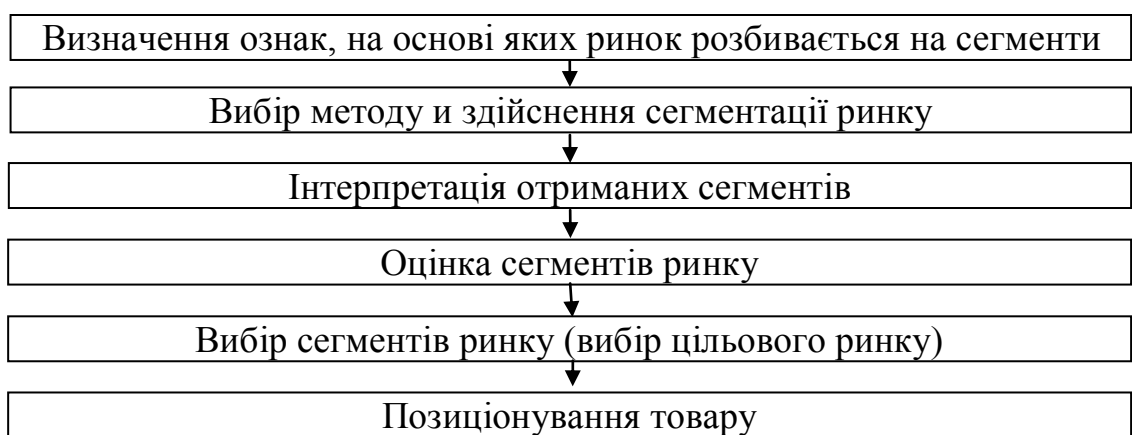 Визначення ознак, на основі яких ринок розбивається на сегменти
Вибір методу и здійснення сегментації ринку
Інтерпретація отриманих сегментів
Оцінка сегментів ринку
Вибір сегментів ринку (вибір цільового ринку)
Позиціонування товару